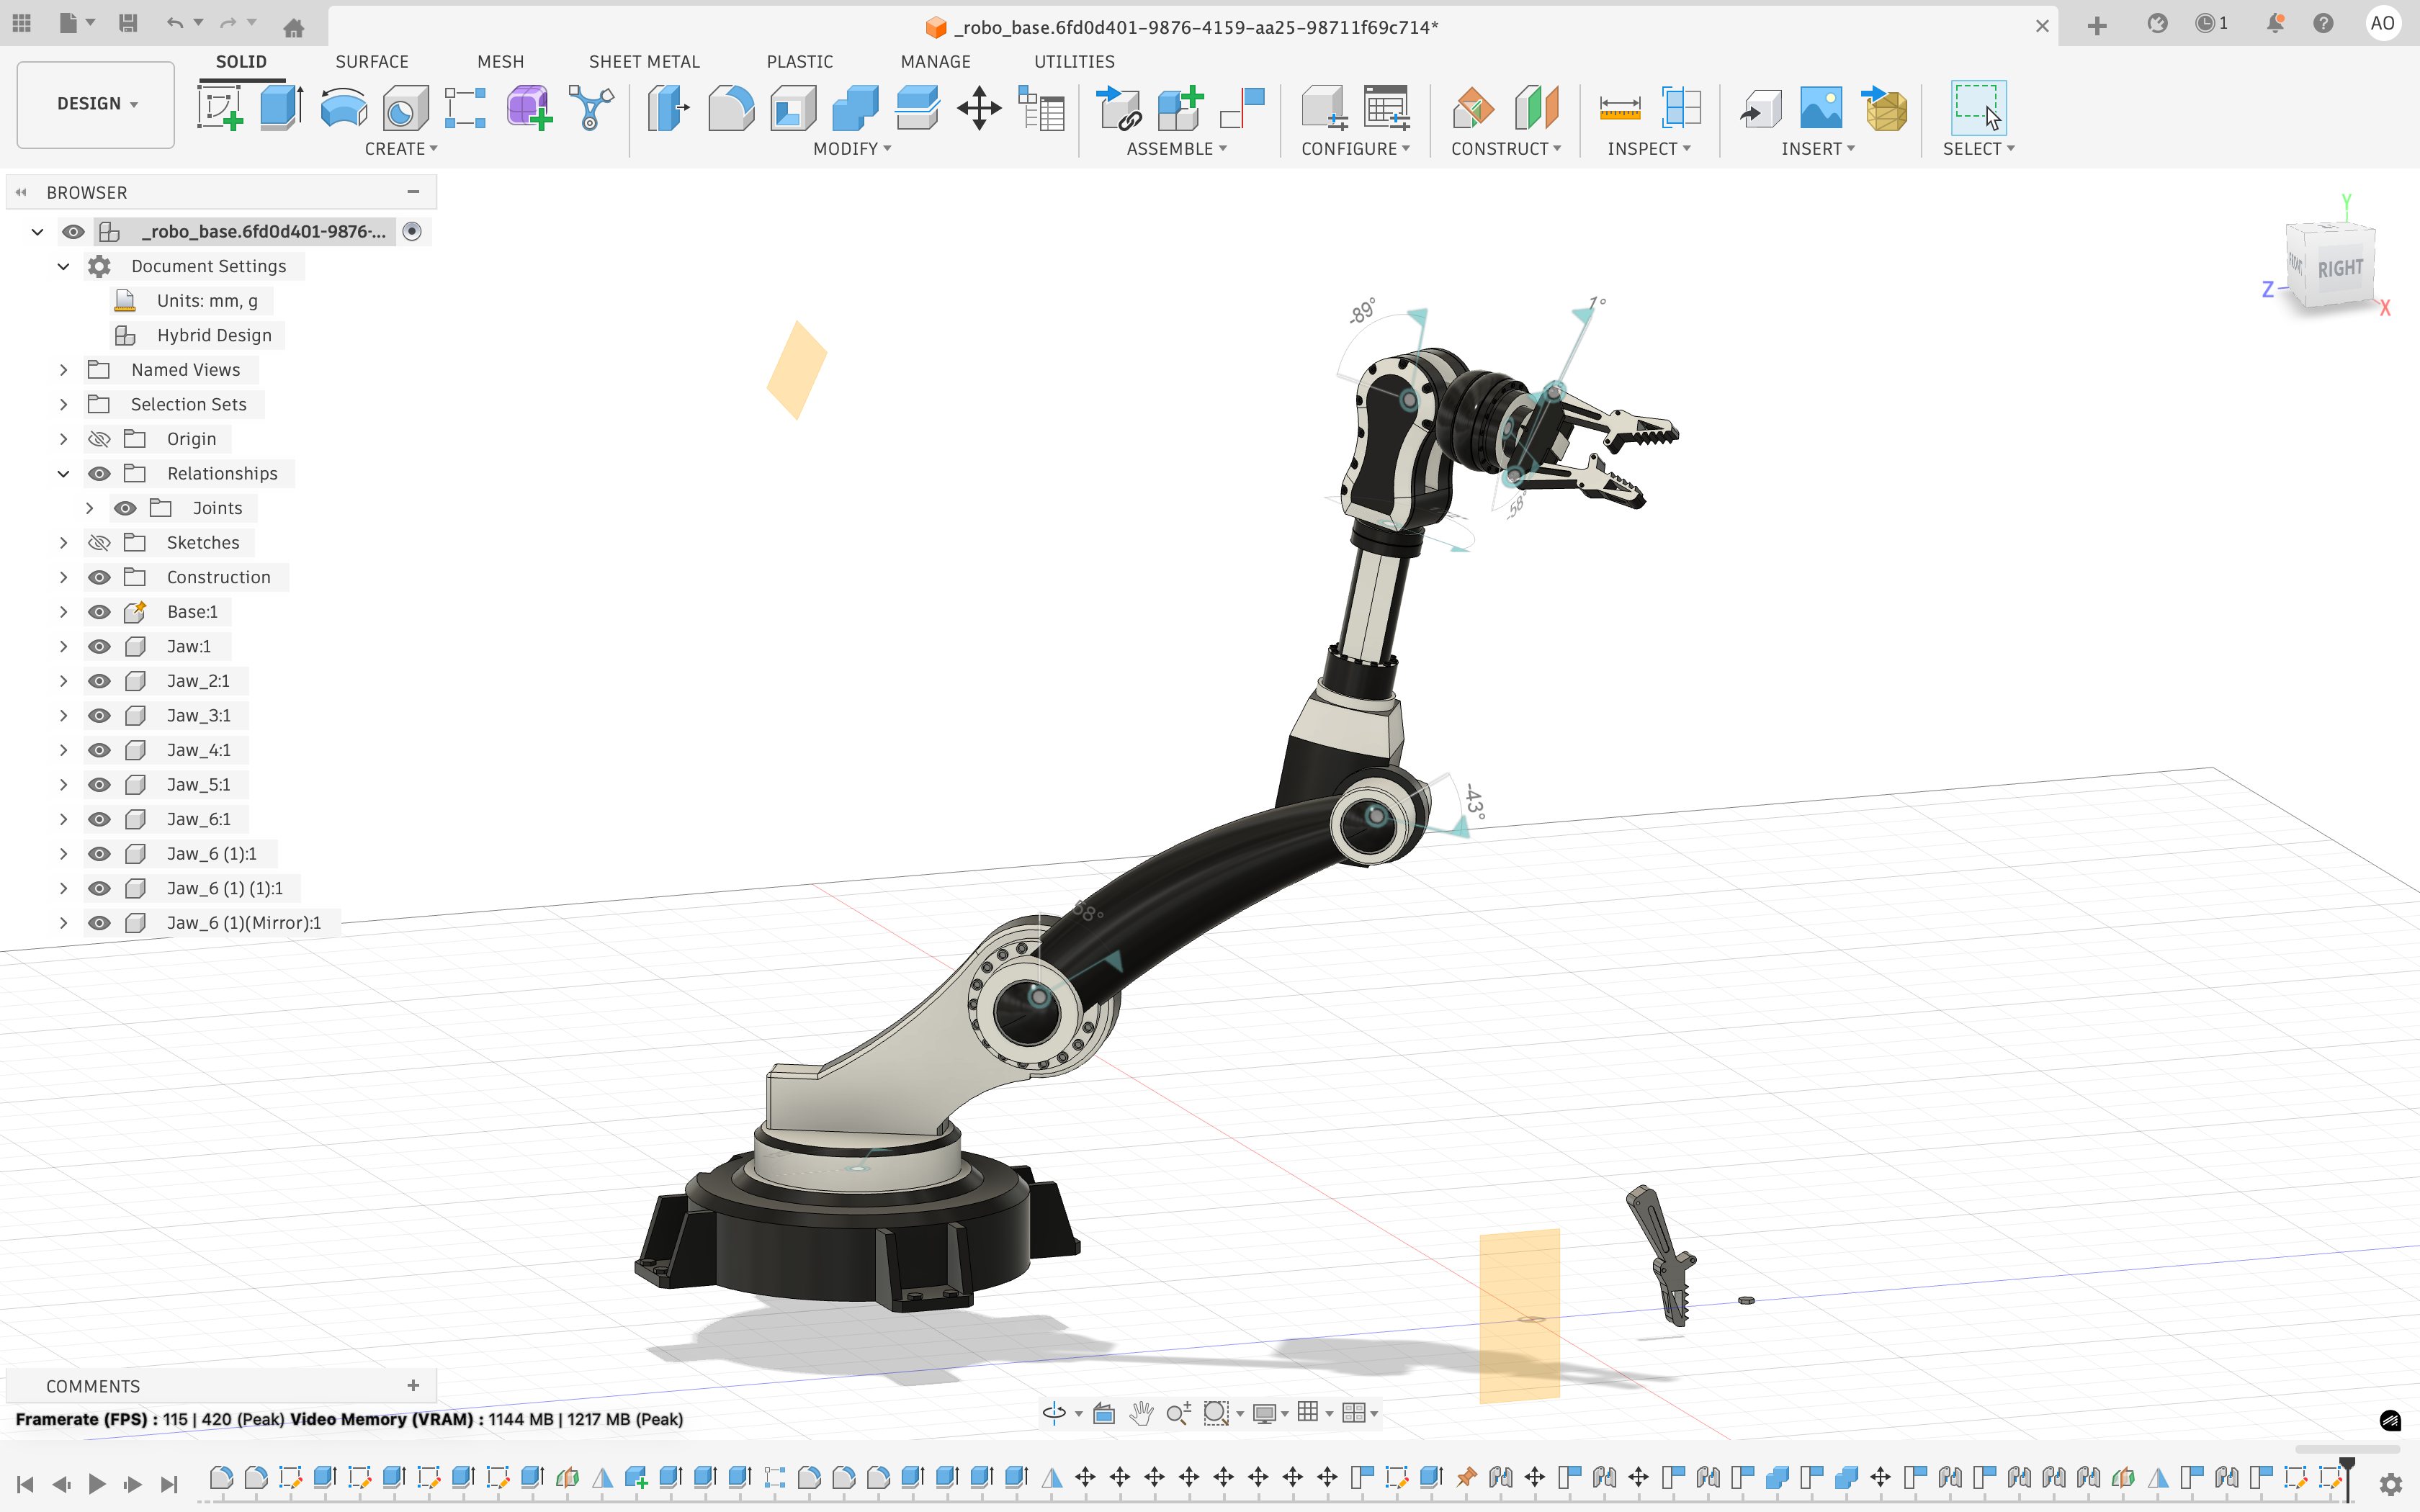 _robo_base.6fd0d401-9876-4159-aa25-98711f69c714*
1
AO
DESIGN
SOLID
SURFACE
MESH
SHEET METAL
PLASTIC
MANAGE
UTILITIES
CREATE
MODIFY
ASSEMBLE
CONFIGURE
CONSTRUCT
INSPECT
INSERT
SELECT
BROWSER
_robo_base.6fd0d401-9876-...
Document Settings
Units: mm, g
Hybrid Design
Named Views
Selection Sets
Origin
Relationships
Joints
Sketches
Construction
Base:1
Jaw:1
Jaw_2:1
Jaw_3:1
Jaw_4:1
Jaw_5:1
Jaw_6:1
Jaw_6 (1):1
Jaw_6 (1) (1):1
Jaw_6 (1)(Mirror):1
Y
FRONT
RIGHT
Z
X
-89°
1°
-58°
-43°
COMMENTS
Framerate (FPS) : 115 | 420 (Peak) Video Memory (VRAM) : 1144 MB | 1217 MB (Peak)